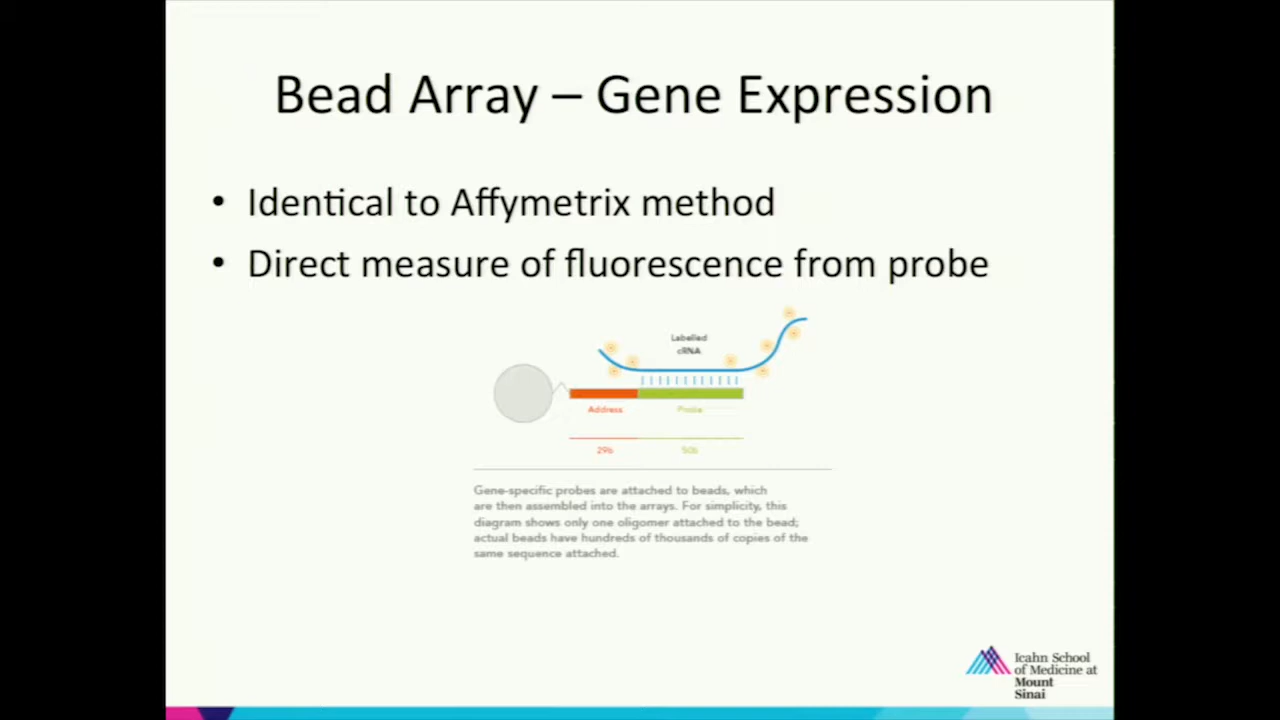 Bead Array – Gene Expression
• Identical to Affymetrix method
• Direct measure of fluorescence from probe
Labelled
cRNA
Address
Probe
29b
50b
Gene-specific probes are attached to beads, which
are then assembled into the arrays. For simplicity, this
diagram shows only one oligomer attached to the bead;
actual beads have hundreds of thousands of copies of the
same sequence attached.
Icahn School
of Medicine at
Mount
Sinai